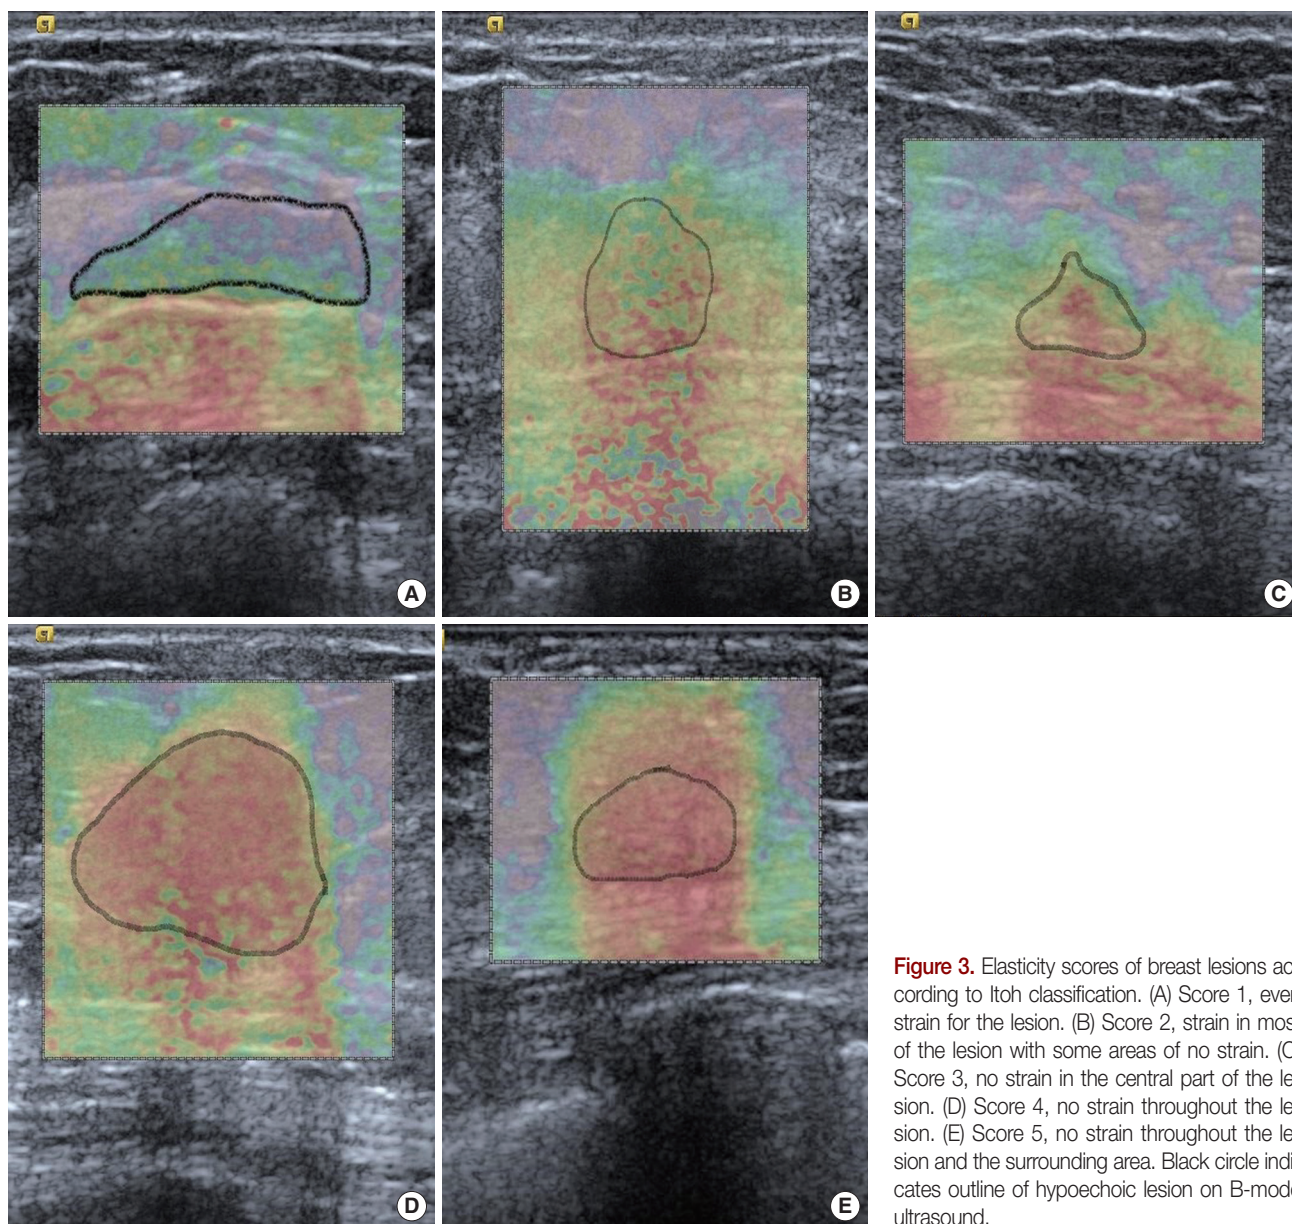 A
B
C
D
E
Figure 3. Elasticity scores of breast lesions ac
cording to Itoh classification. (A) Score 1, ever
strain for the lesion. (B) Score 2, strain in mos
of the lesion with some areas of no strain. (C
Score 3, no strain in the central part of the le
sion. (D) Score 4, no strain throughout the le
sion. (E) Score 5, no strain throughout the le
sion and the surrounding area. Black circle indi
cates outline of hypoechoic lesion on B-mode
ultrasound.